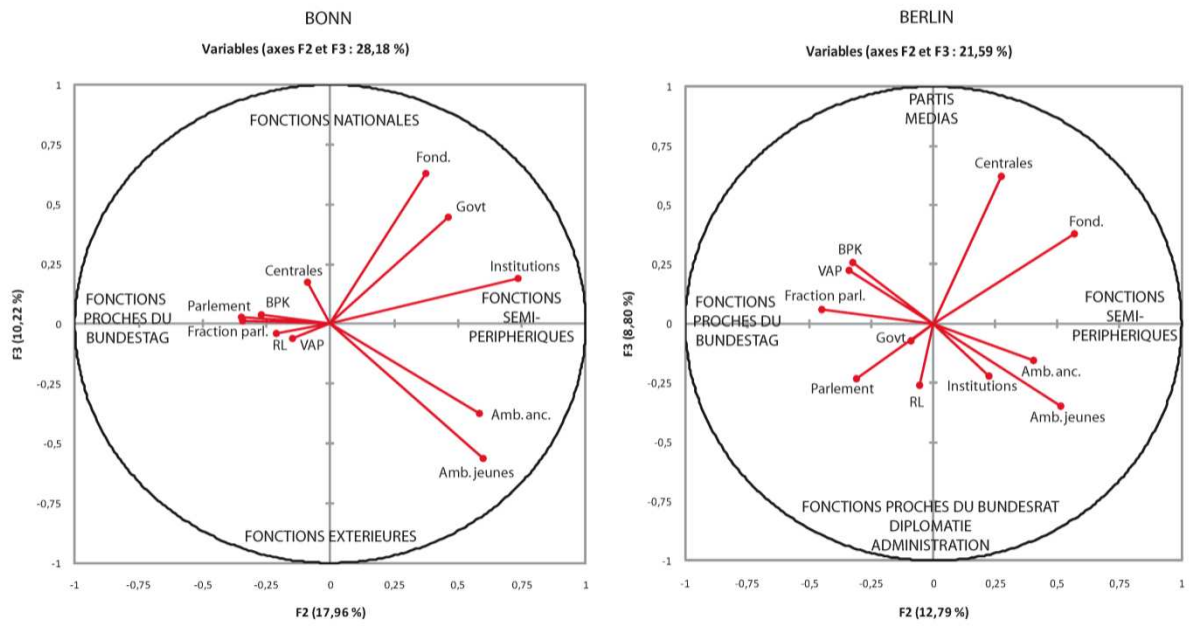 BONN
Variables (axes F2 et F3 : 28,18 %)
1
0,75
0,5
0,25
0
-0,25
-0,5
-0,75
-1
F3 (10,22 %)
FONCTIONS NATIONALES
Fond.
Govt
Institutions
Centrales
Parlement
BPK
Fraction parl.
RL
VAP
FONCTIONS
PROCHES DU
BUNDESTAG
FONCTIONS
SEMI-
PERIPHERIQUES
Amb. anc.
Amb. jeunes
FONCTIONS EXTERIEURES
-1
-0,75
-0,5
-0,25
0
0,25
0,5
0,75
1
F2 (17,96 %)
BERLIN
Variables (axes F2 et F3 : 21,59 %)
1
0,75
0,5
0,25
0
-0,25
-0,5
-0,75
-1
F3 (8,80 %)
PARTIS
MEDIAS
Centrales
Fond.
BPK
VAP
Fraction parl.
FONCTIONS
PROCHES DU
BUNDESTAG
FONCTIONS
SEMI-
PERIPHERIQUES
Govt
Parlement
RL
Institutions
Amb. anc.
Amb. jeunes
FONCTIONS PROCHES DU BUNDESRAT
DIPLOMATIE
ADMINISTRATION
-1
-0,75
-0,5
-0,25
0
0,25
0,5
0,75
1
F2 (12,79 %)